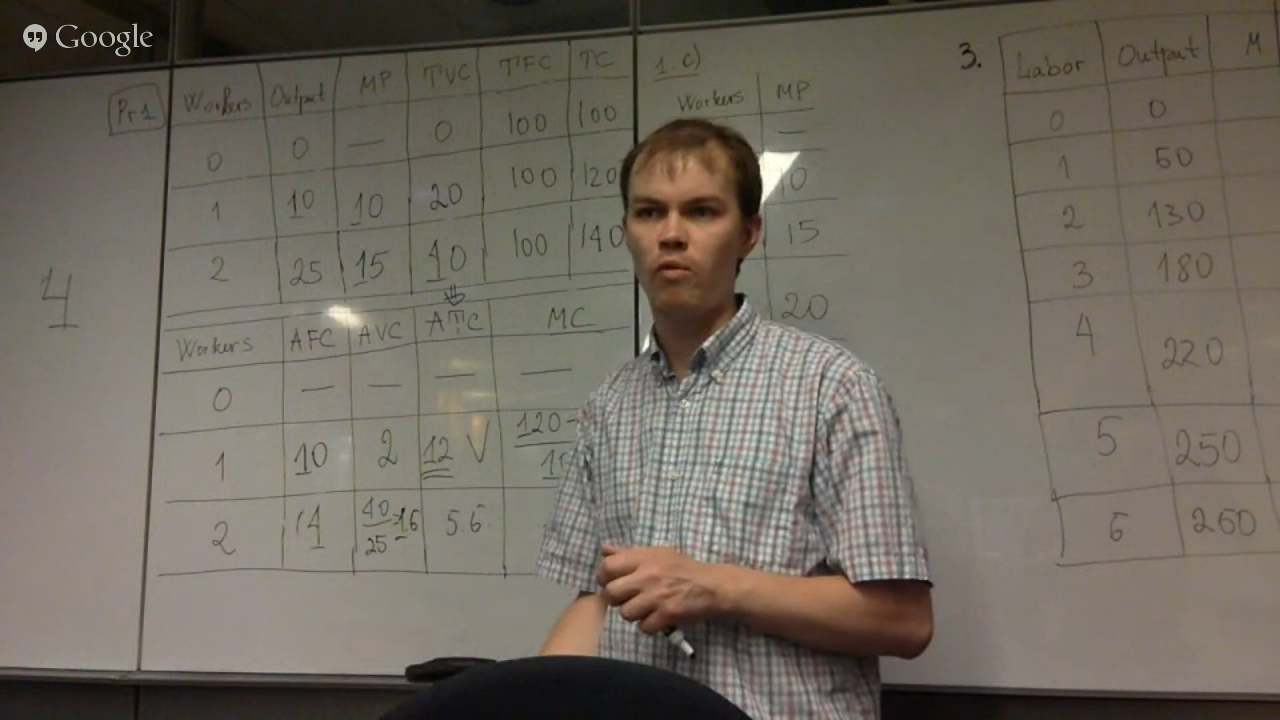 Google
Pr 1
Workers Output MP TVC TFC TC
0 0 — 0 100 100
1 10 10 20 100 120
2 25 15 40 100 140
Workers AFC AVC ATC MC
0 — — — —
1 10 2 12 V 120-
2 4 40/25 1.6 5.6
4
1 c)
Workers MP
—
10
15
20
3.
Labor Output M
0 0
1 60
2 130
3 180
4 220
5 250
6 260